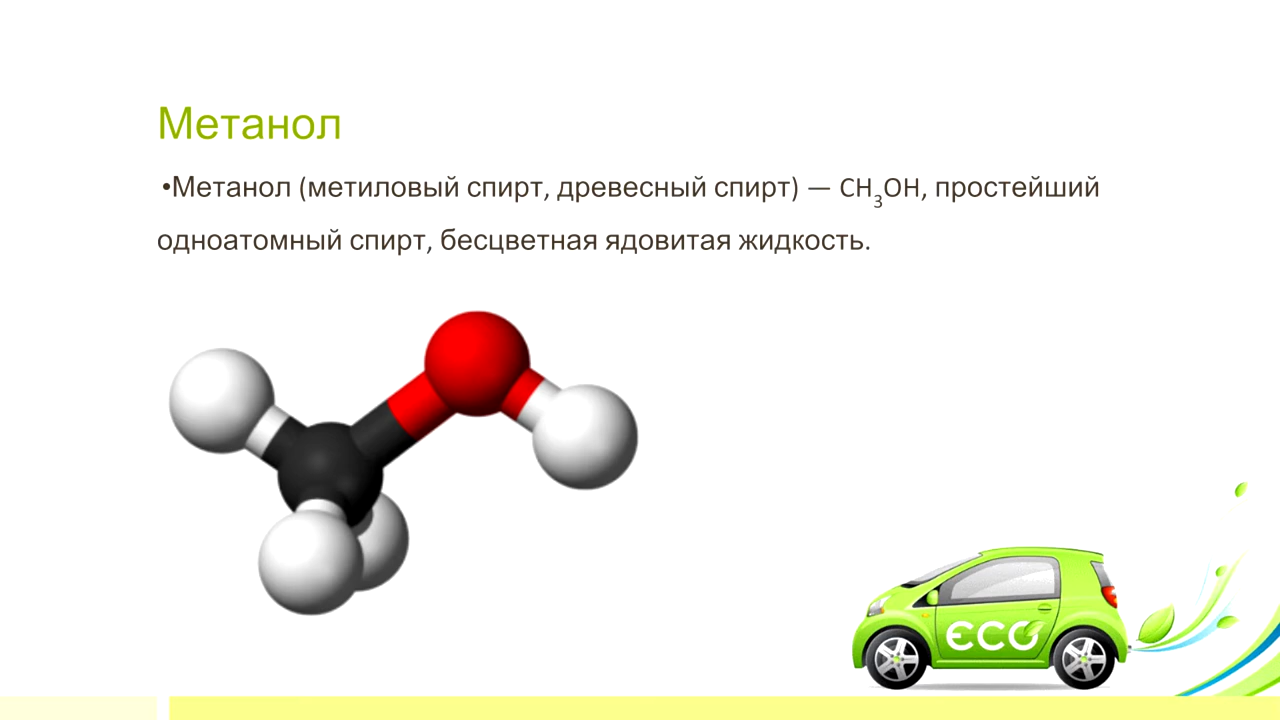 Метанол
•Метанол (метиловый спирт, древесный спирт) — CH₃OH, простейший
одноатомный спирт, бесцветная ядовитая жидкость.
ECO